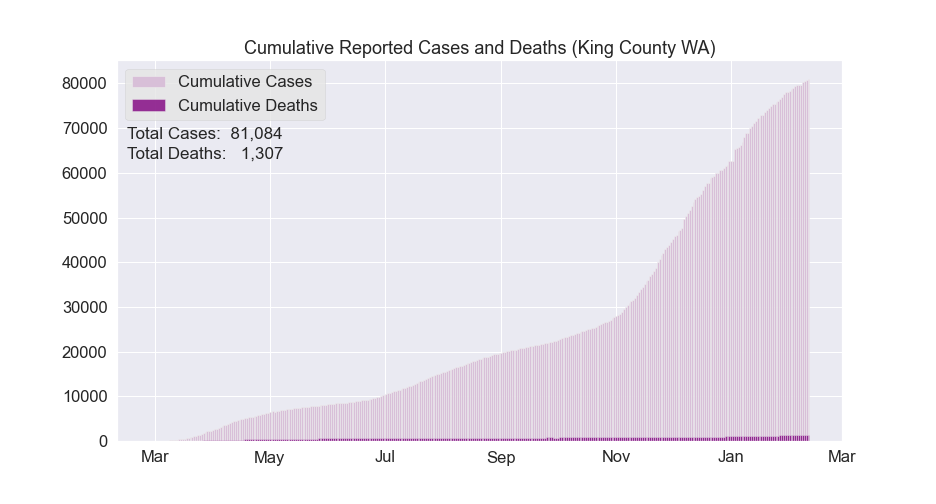 Cumulative Reported Cases and Deaths (King County WA)
80000
70000
60000
50000
40000
30000
20000
10000
0
Cumulative Cases
Cumulative Deaths
Total Cases: 81,084
Total Deaths: 1,307
Mar May Jul Sep Nov Jan Mar